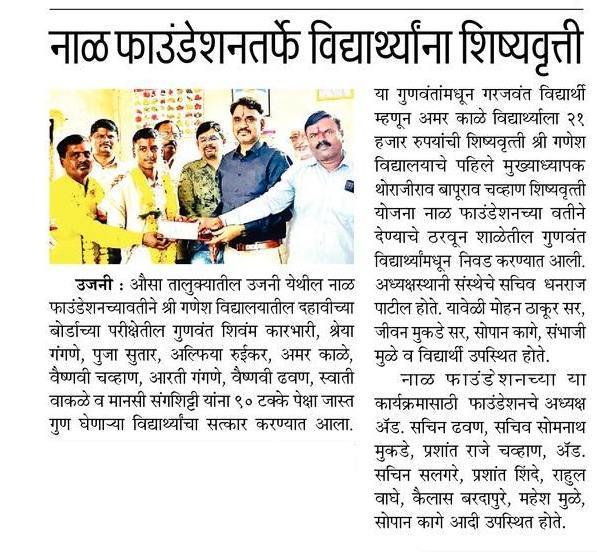 नाळ फाउंडेशनतर्फे विद्यार्थ्यांना शिष्यवृत्ती
उजनी : औसा तालुक्यातील उजनी येथील नाळ
फाउंडेशनच्यावतीने श्री गणेश विद्यालयातील दहावीच्या
बोर्डाच्या परीक्षेतील गुणवंत शिवंम कारभारी, श्रेया
गंगणे, पुजा सुतार, अल्फिया रुईकर, अमर काळे,
वैष्णवी चव्हाण, आरती गंगणे, वैष्णवी ढवण, स्वाती
वाकळे व मानसी संगशिट्टी यांना ९० टक्के पेक्षा जास्त
गुण घेणाऱ्या विद्यार्थ्यांचा सत्कार करण्यात आला.
या गुणवंतांमधून गरजवंत विद्यार्थी
म्हणून अमर काळे विद्यार्थ्याला २१
हजार रुपयांची शिष्यवृत्ती श्री गणेश
विद्यालयाचे पहिले मुख्याध्यापक
थोराजीराव बापूराव चव्हाण शिष्यवृत्ती
योजना नाळ फाउंडेशनच्या वतीने
देण्याचे ठरवून शाळेतील गुणवंत
विद्यार्थ्यांमधून निवड करण्यात आली.
अध्यक्षस्थानी संस्थेचे सचिव धनराज
पाटील होते. यावेळी मोहन ठाकूर सर,
जीवन मुकडे सर, सोपान कागे, संभाजी
मुळे व विद्यार्थी उपस्थित होते.
नाळ फाउंडेशनच्या या
कार्यक्रमासाठी फाउंडेशनचे अध्यक्ष
ॲड. सचिन ढवण, सचिव सोमनाथ
मुकडे, प्रशांत राजे चव्हाण, ॲड.
सचिन सलगरे, प्रशांत शिंदे, राहुल
वाघे, कैलास बरदापुरे, महेश मुळे,
सोपान कागे आदी उपस्थित होते.